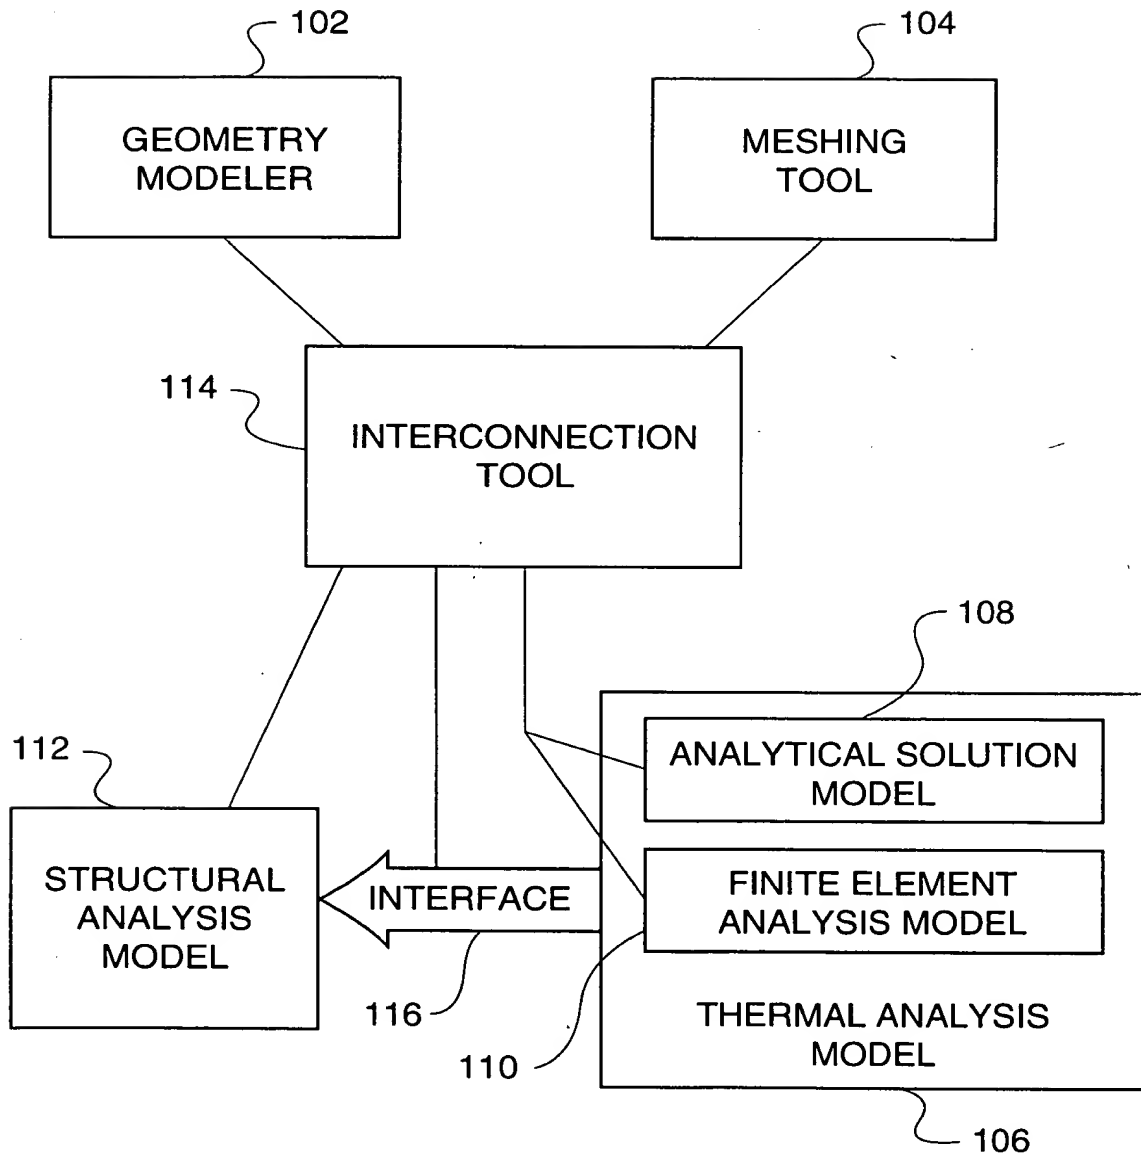 102
104
GEOMETRY
MODELER
MESHING
TOOL
114
INTERCONNECTION
TOOL
108
112
ANALYTICAL SOLUTION
MODEL
STRUCTURAL
ANALYSIS
MODEL
INTERFACE
FINITE ELEMENT
ANALYSIS MODEL
116
110
THERMAL ANALYSIS
MODEL
106